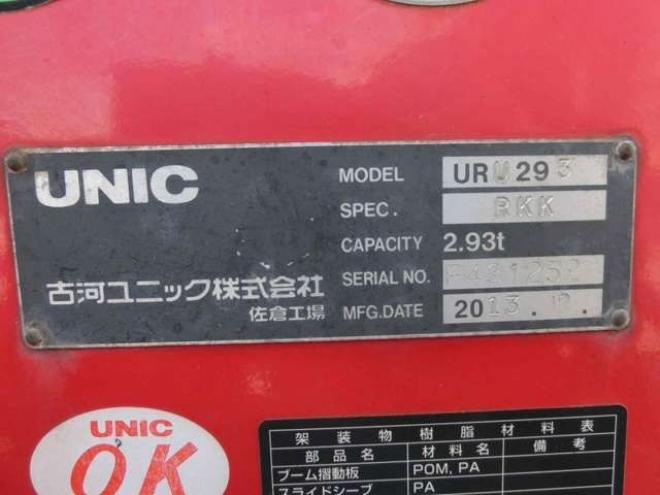 UNIC
MODEL URU293
SPEC. RKK
CAPACITY 2.93t
SERIAL NO.
MFG.DATE 2013.
古河ユニック株式会社
佐倉工場
UNIC
OK
架装物樹脂材料表
部品名 材料名 備考
ブーム摺動板 POM, PA
スライドシーブ PA